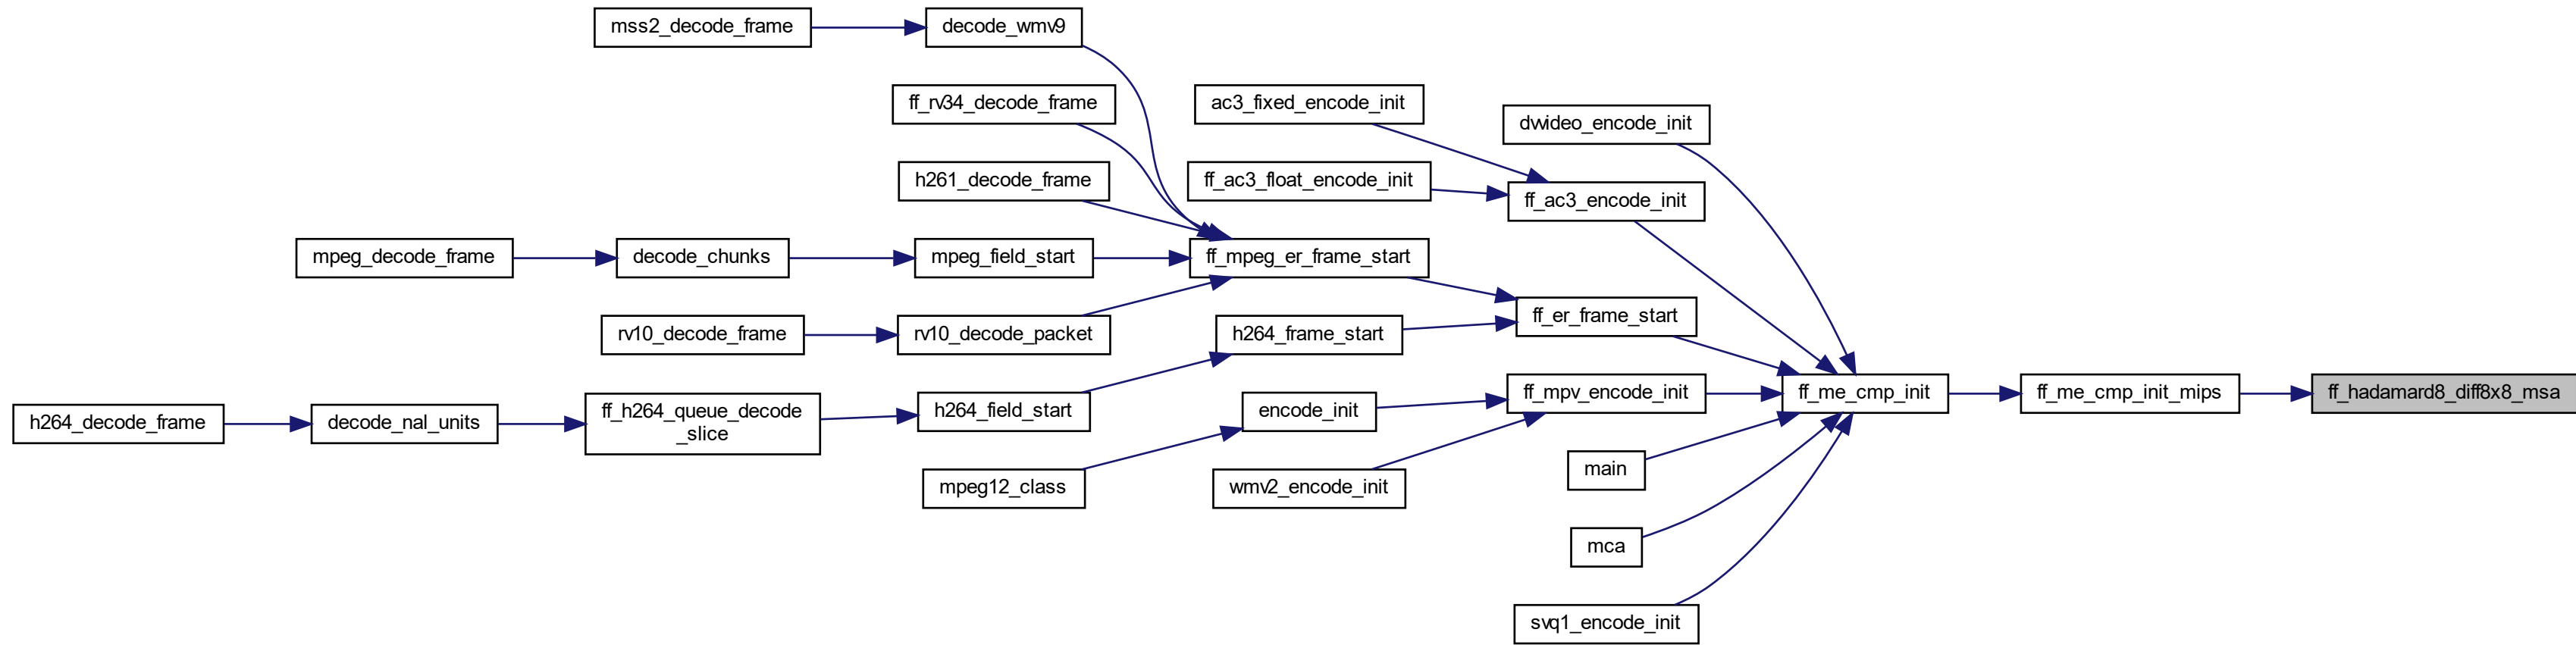 mss2_decode_frame
decode_wmv9
ff_rv34_decode_frame
ac3_fixed_encode_init
dvvideo_encode_init
h261_decode_frame
ff_ac3_float_encode_init
ff_ac3_encode_init
mpeg_decode_frame
decode_chunks
mpeg_field_start
ff_mpeg_er_frame_start
rv10_decode_frame
rv10_decode_packet
h264_frame_start
ff_er_frame_start
ff_mpv_encode_init
ff_me_cmp_init
ff_me_cmp_init_mips
ff_hadamard8_diff8x8_msa
h264_decode_frame
decode_nal_units
ff_h264_queue_decode
_slice
h264_field_start
encode_init
main
mpeg12_class
wmv2_encode_init
mca
svq1_encode_init